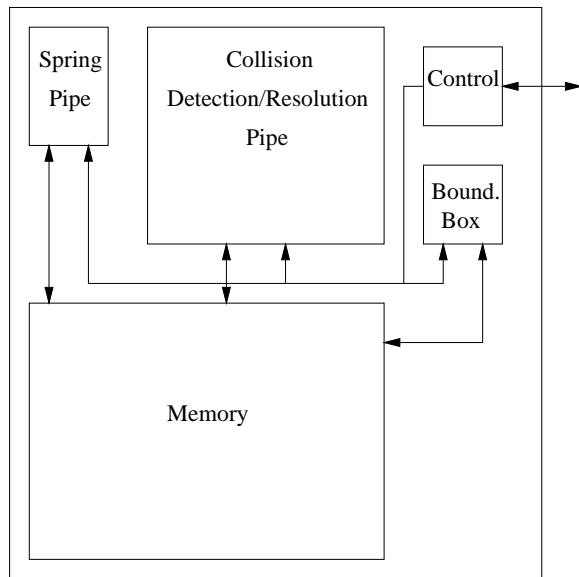 Spring
Pipe
Collision
Detection/Resolution
Pipe
Control
Bound.
Box
Memory